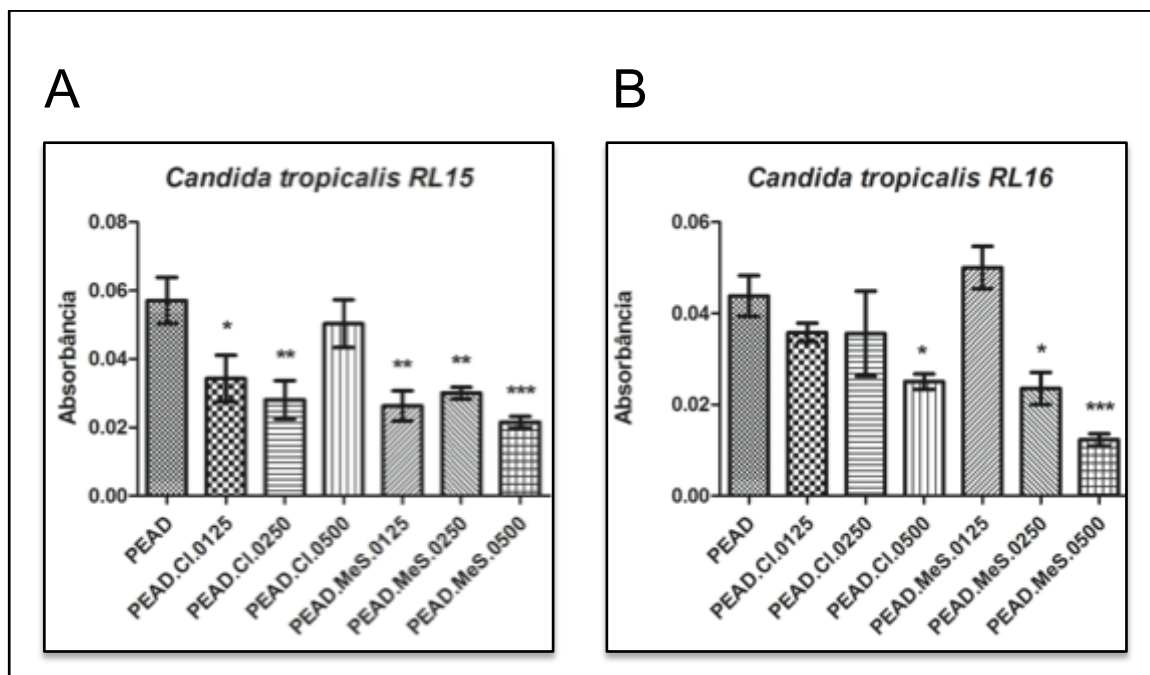 A
B
Candida tropicalis RL15
Absorbância
0.08
0.06
0.04
0.02
0.00
*
**
**
**
***
PEAD
PEAD.Cl.0125
PEAD.Cl.0250
PEAD.Cl.0500
PEAD.MeS.0125
PEAD.MeS.0250
PEAD.MeS.0500
Candida tropicalis RL16
Absorbância
0.06
0.04
0.02
0.00
*
*
***
PEAD
PEAD.Cl.0125
PEAD.Cl.0250
PEAD.Cl.0500
PEAD.MeS.0125
PEAD.MeS.0250
PEAD.MeS.0500